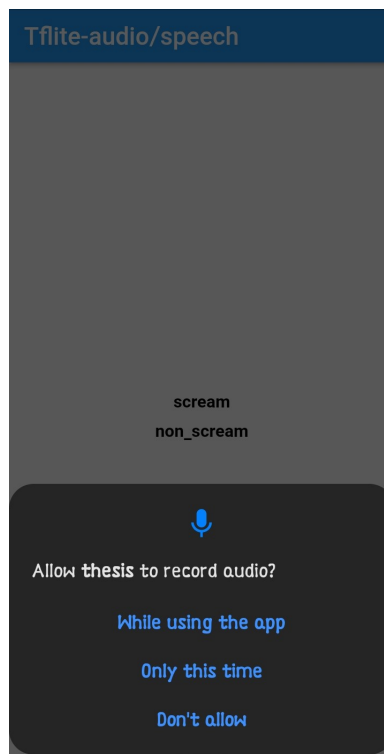 Tflite-audio/speech
scream
non_scream
Allow thesis to record audio?
While using the app
Only this time
Don't allow